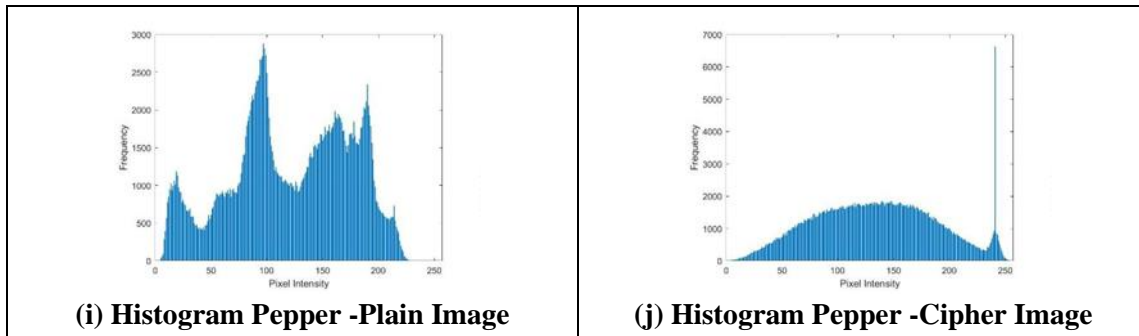 3000
2500
2000
1500
1000
500
0
Frequency
0 50 100 150 200 250
Pixel Intensity
(i) Histogram Pepper -Plain Image
7000
6000
5000
4000
3000
2000
1000
0
Frequency
0 50 100 150 200 250
Pixel Intensity
(j) Histogram Pepper -Cipher Image